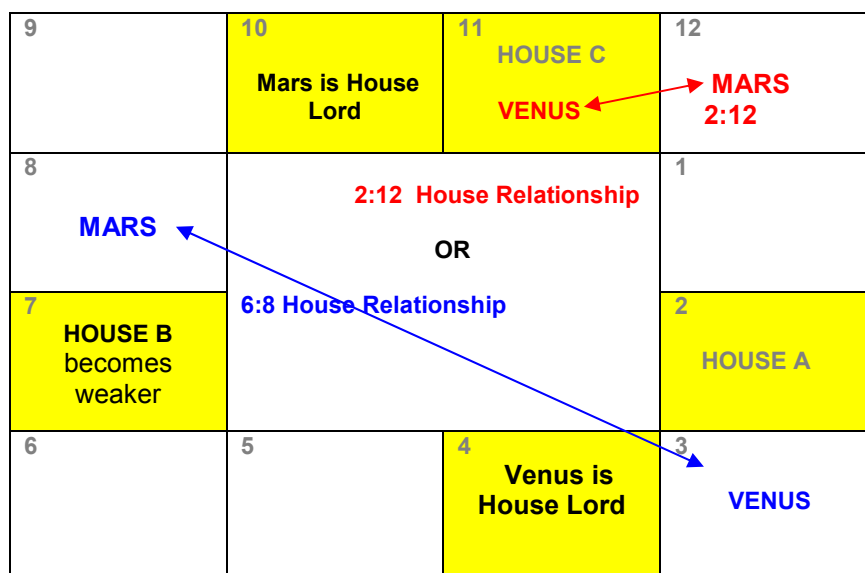 9
10
11
12
HOUSE C
Mars is House
Lord
VENUS
MARS
2:12
8
1
MARS
2:12 House Relationship
OR
6:8 House Relationship
7
HOUSE B
becomes
weaker
2
HOUSE A
6
5
4
Venus is
House Lord
3
VENUS